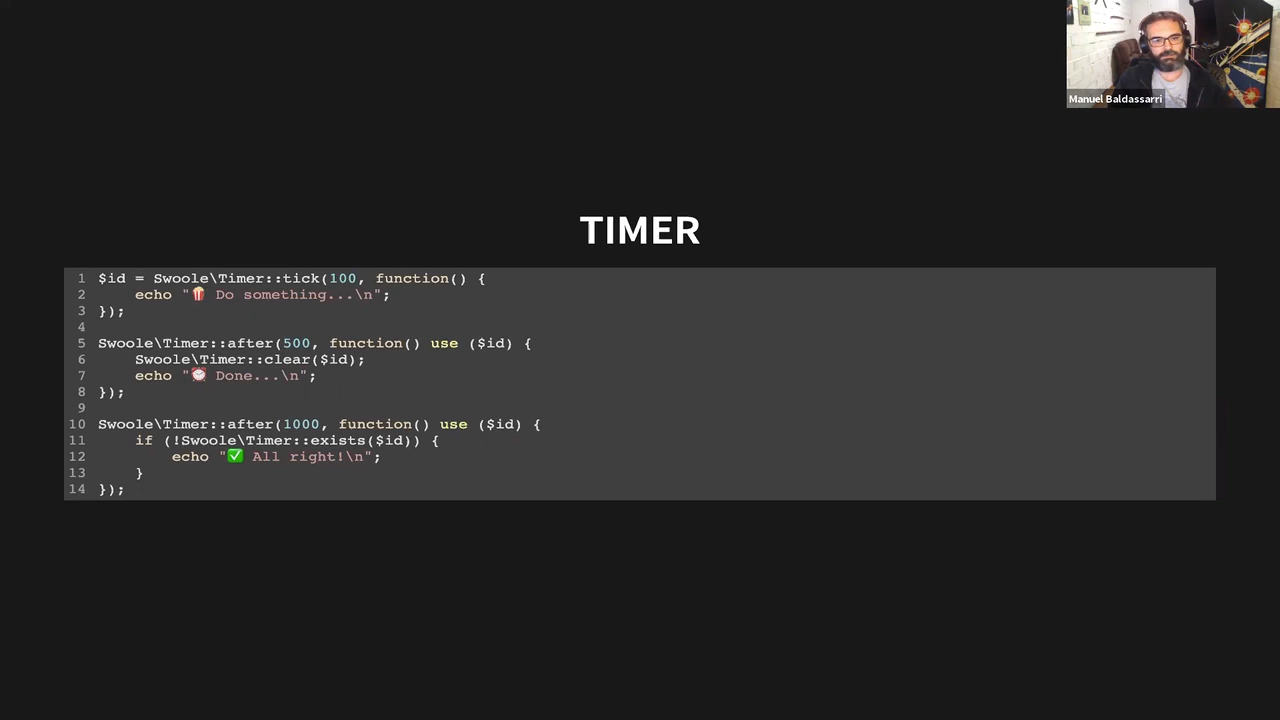 Manuel Baldassarri
TIMER
1 $id = Swoole\Timer::tick(100, function() {
2     echo "🍿 Do something...\n";
3 });
4
5 Swoole\Timer::after(500, function() use ($id) {
6     Swoole\Timer::clear($id);
7     echo "⏰ Done...\n";
8 });
9
10 Swoole\Timer::after(1000, function() use ($id) {
11     if (!Swoole\Timer::exists($id)) {
12         echo "✅ All right!\n";
13     }
14 });